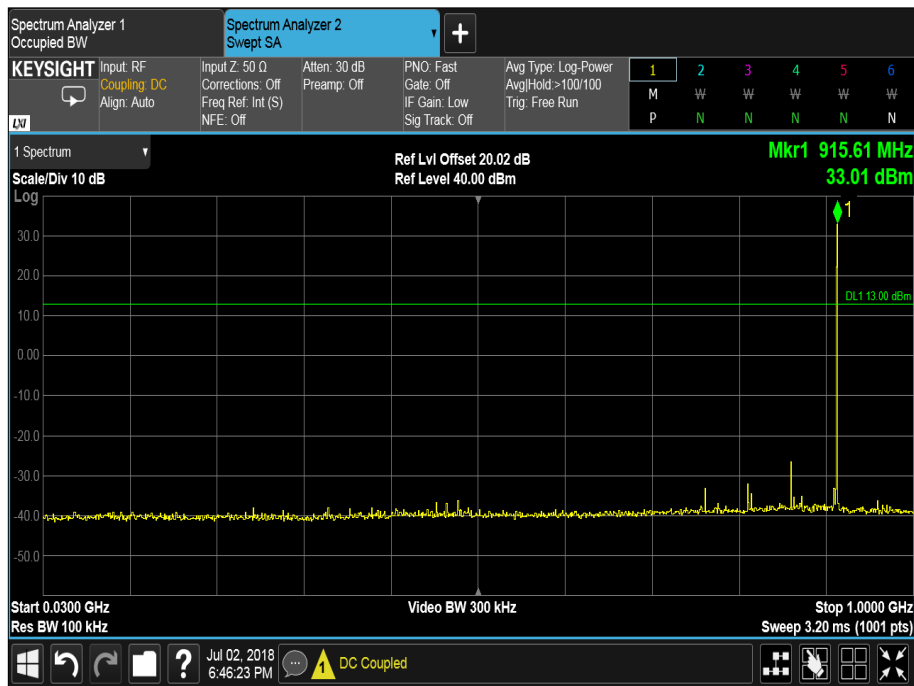 Spectrum Analyzer 1
Occupied BW
Spectrum Analyzer 2
Swept SA
+
KEYSIGHT
LXI
Input: RF
Coupling: DC
Align: Auto
Input Z: 50 Ω
Corrections: Off
Freq Ref: Int (S)
NFE: Off
Atten: 30 dB
Preamp: Off
PNO: Fast
Gate: Off
IF Gain: Low
Sig Track: Off
Avg Type: Log-Power
Avg|Hold:>100/100
Trig: Free Run
1 2 3 4 5 6
M W W W W W
P N N N N N
1 Spectrum
Scale/Div 10 dB
Log
Ref Lvl Offset 20.02 dB
Ref Level 40.00 dBm
Mkr1 915.61 MHz
33.01 dBm
1
30.0
20.0
DL1 13.00 dBm
10.0
0.00
-10.0
-20.0
-30.0
-40.0
-50.0
Start 0.0300 GHz
Res BW 100 kHz
Video BW 300 kHz
Stop 1.0000 GHz
Sweep 3.20 ms (1001 pts)
?
Jul 02, 2018
6:46:23 PM
1
DC Coupled